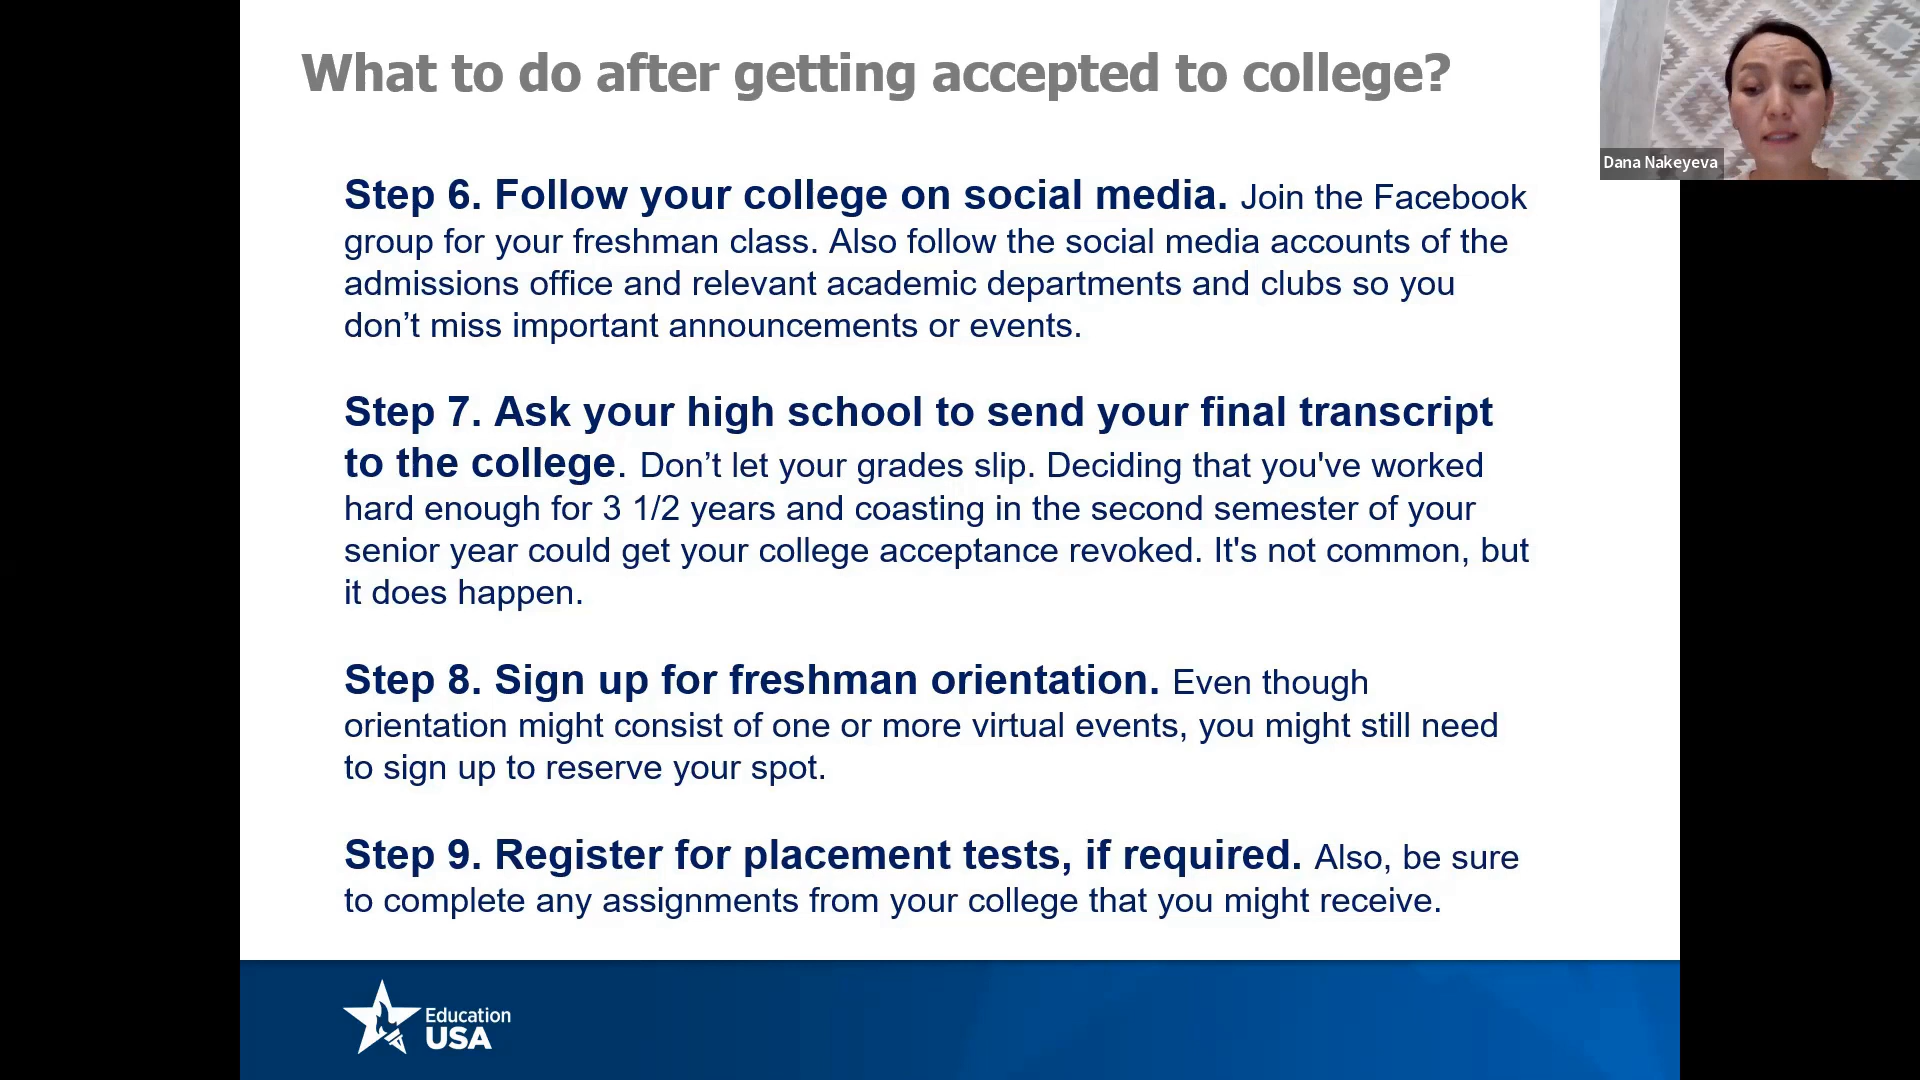 What to do after getting accepted to college?
Dana Nakeyeva
Step 6. Follow your college on social media. Join the Facebook
group for your freshman class. Also follow the social media accounts of the
admissions office and relevant academic departments and clubs so you
don’t miss important announcements or events.
Step 7. Ask your high school to send your final transcript
to the college. Don’t let your grades slip. Deciding that you've worked
hard enough for 3 1/2 years and coasting in the second semester of your
senior year could get your college acceptance revoked. It's not common, but
it does happen.
Step 8. Sign up for freshman orientation. Even though
orientation might consist of one or more virtual events, you might still need
to sign up to reserve your spot.
Step 9. Register for placement tests, if required. Also, be sure
to complete any assignments from your college that you might receive.
Education
USA